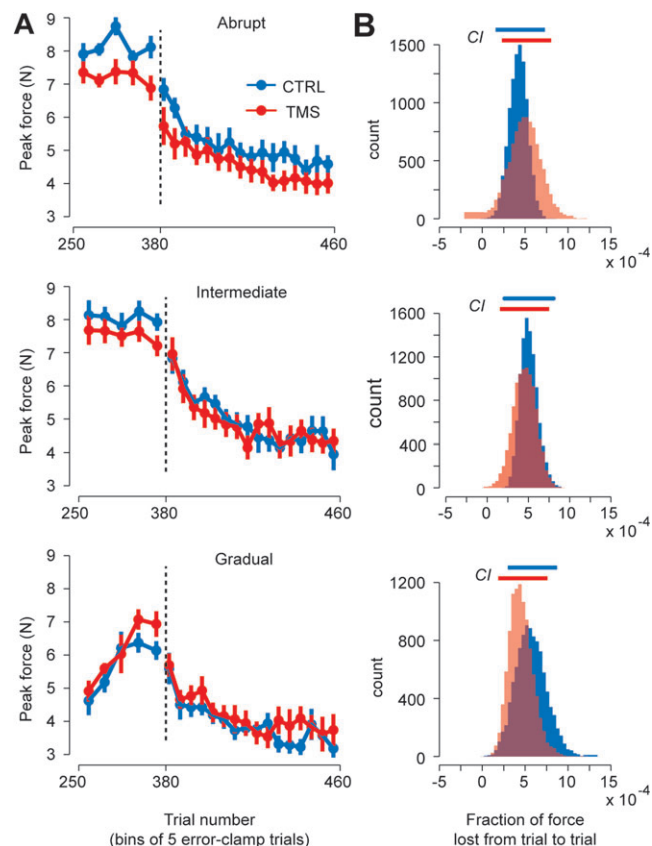 A
B
Abrupt
Peak force (N)
9
8
7
6
5
4
3
250
380
460
CTRL
TMS
CI
count
1500
1000
500
0
-5
0
5
10
15
x 10⁻⁴
Intermediate
Peak force (N)
9
8
7
6
5
4
3
250
380
460
CI
count
1600
1200
800
400
0
-5
0
5
10
15
x 10⁻⁴
Gradual
Peak force (N)
9
8
7
6
5
4
3
250
380
460
CI
count
1200
800
400
0
-5
0
5
10
15
x 10⁻⁴
Trial number
(bins of 5 error-clamp trials)
Fraction of force
lost from trial to trial